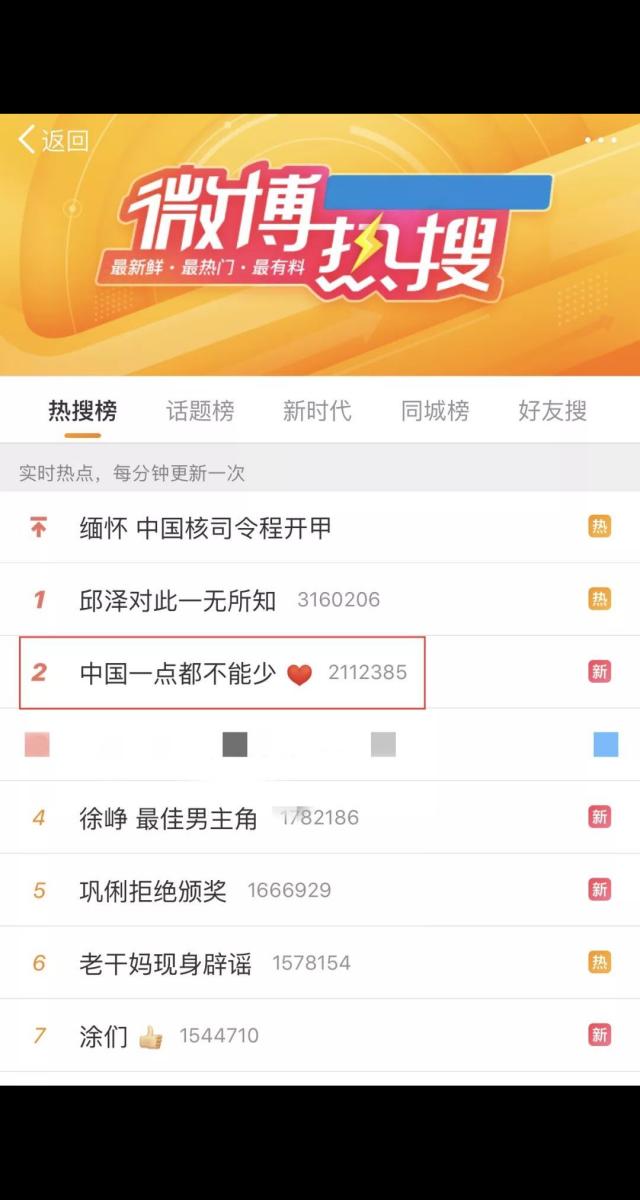 返回
微博热搜
最新鲜·最热门·最有料
热搜榜 话题榜 新时代 同城榜 好友搜
实时热点，每分钟更新一次
缅怀 中国核司令程开甲 热
1 邱泽对此一无所知 3160206 热
2 中国一点都不能少 ❤️ 2112385 新
4 徐峥 最佳男主角 1782186 新
5 巩俐拒绝颁奖 1666929 新
6 老干妈现身辟谣 1578154 热
7 涂们 👍 1544710 新